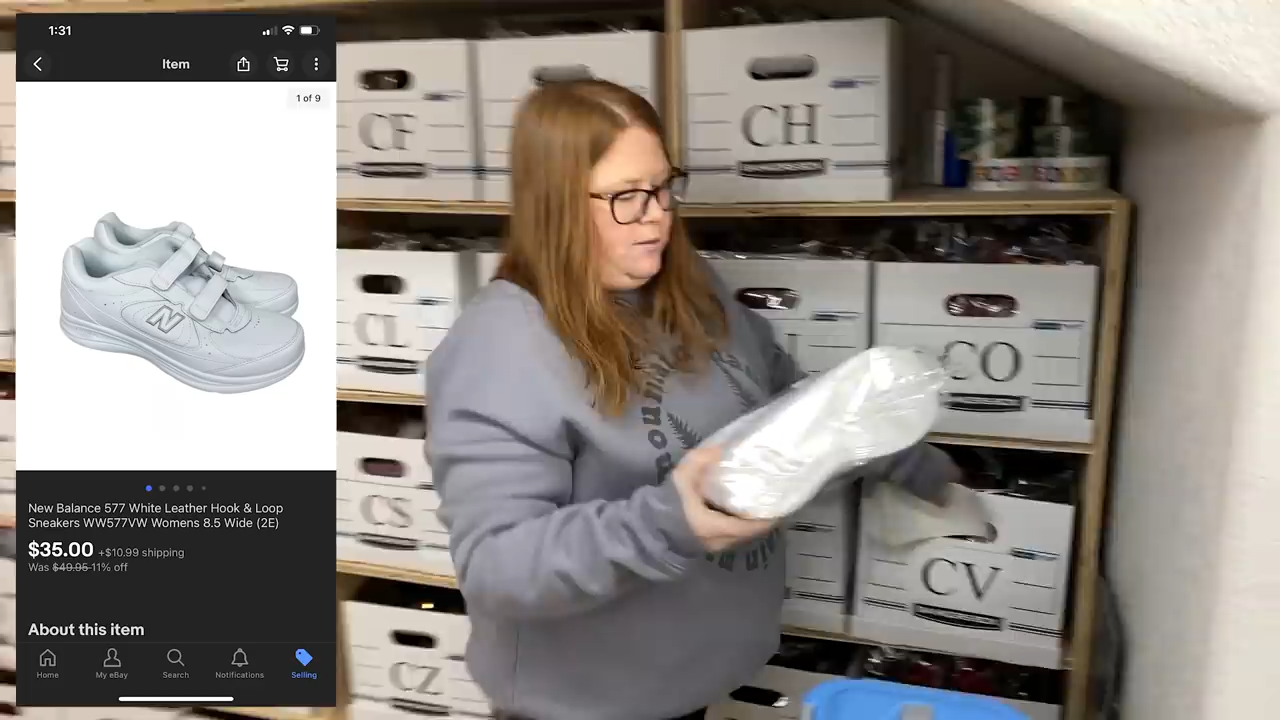 1:31
Item
1 of 9
N
New Balance 577 White Leather Hook & Loop
Sneakers WW577VW Womens 8.5 Wide (2E)
$35.00 +$10.99 shipping
Was $49.95 11% off
About this item
Home
My eBay
Search
Notifications
Selling
CF
CH
CL
CO
CS
CV
CZ